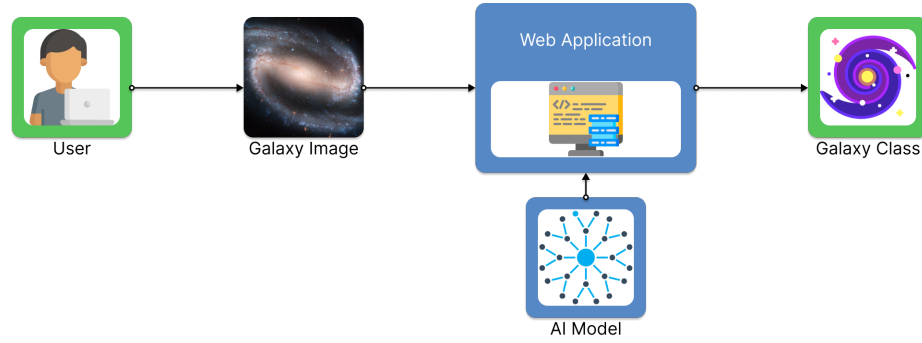 Web Application
User
Galaxy Image
Galaxy Class
AI Model